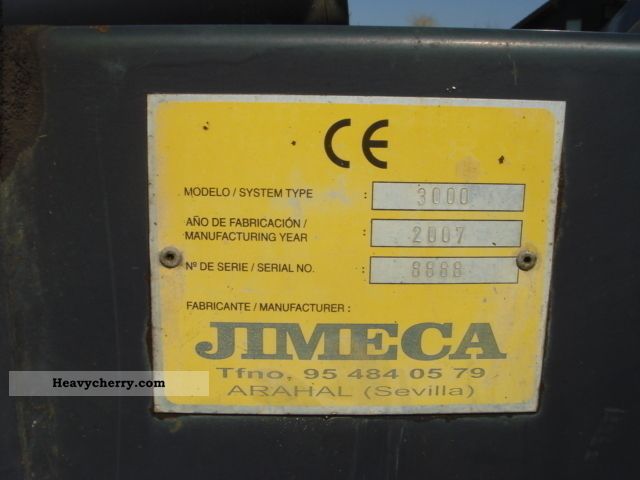 CE
MODELO / SYSTEM TYPE : 3000
AÑO DE FABRICACIÓN /
MANUFACTURING YEAR : 2007
Nº DE SERIE / SERIAL NO. : 8888
FABRICANTE / MANUFACTURER :
JIMECA
Tfno. 95 484 05 79
ARAHAL (Sevilla)
Heavycherry.com